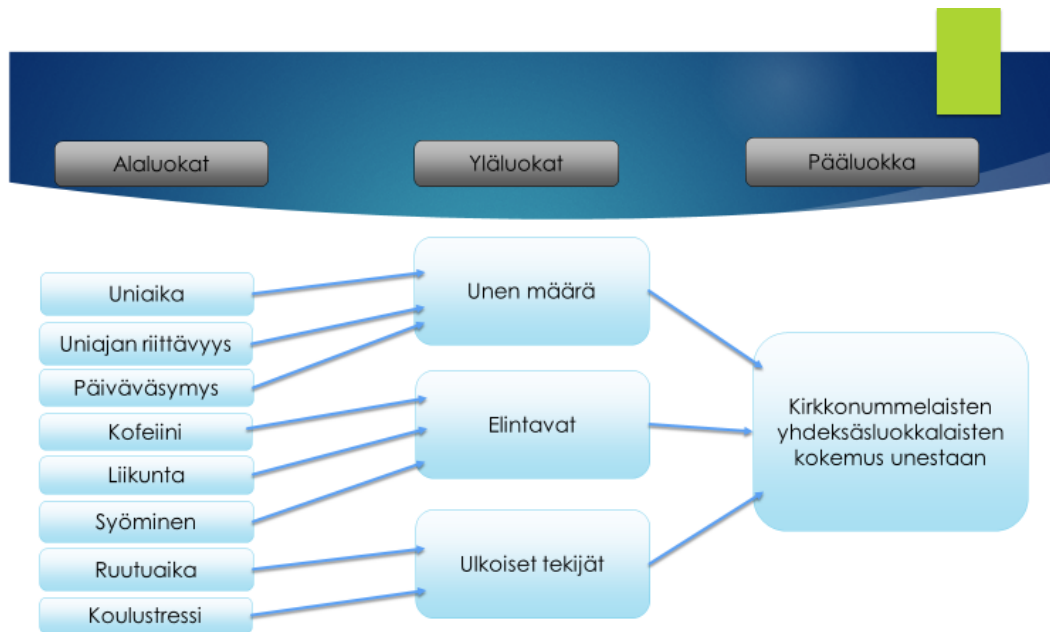 Alaluokat
Yläluokat
Pääluokka
Uniaika
Uniajan riittävyys
Päiväväsymys
Kofeiini
Liikunta
Syöminen
Ruutuaika
Koulustressi
Unen määrä
Elintavat
Ulkoiset tekijät
Kirkkonummelaisten
yhdeksäsluokkalaisten
kokemus unestaan